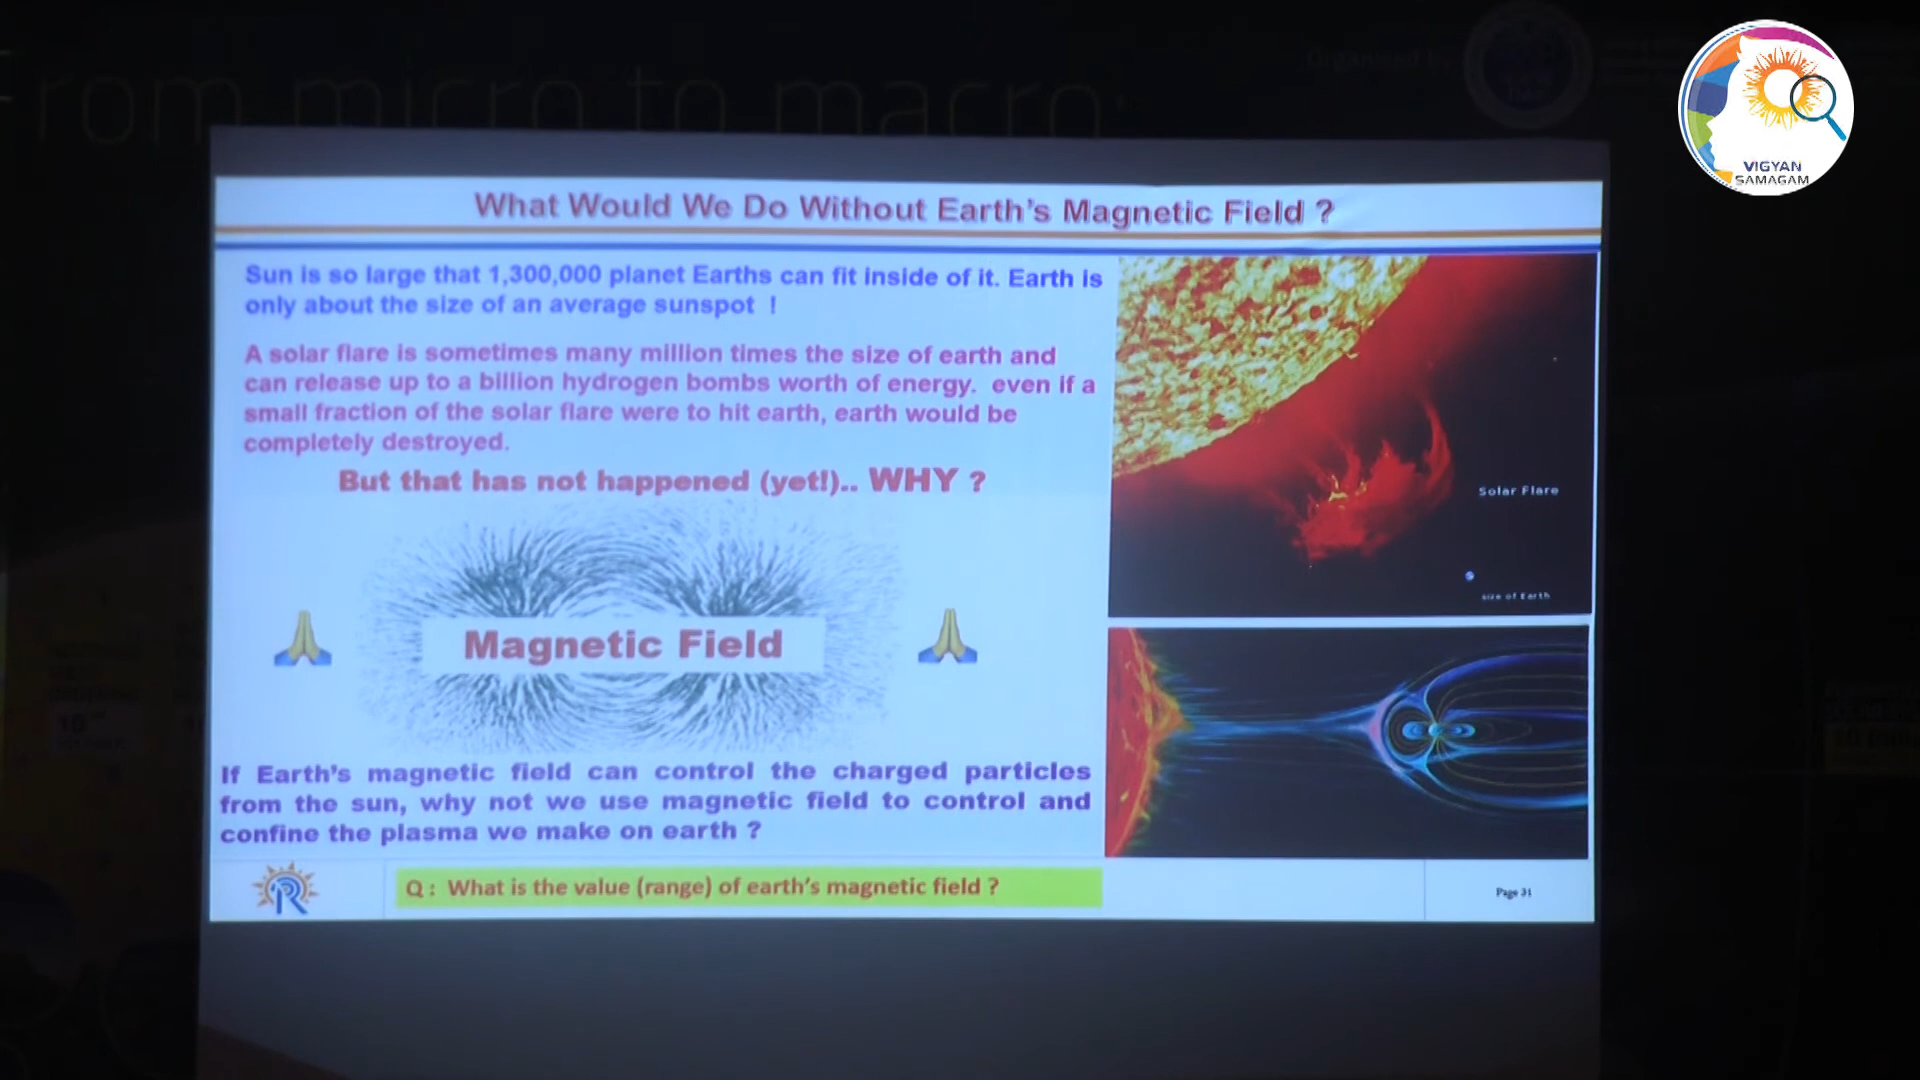 From micro to macro
Organised by
VIGYAN
SAMAGAM
What Would We Do Without Earth's Magnetic Field ?
Sun is so large that 1,300,000 planet Earths can fit inside of it. Earth is
only about the size of an average sunspot !
A solar flare is sometimes many million times the size of earth and
can release up to a billion hydrogen bombs worth of energy. even if a
small fraction of the solar flare were to hit earth, earth would be
completely destroyed.
But that has not happened (yet!).. WHY ?
Magnetic Field
If Earth's magnetic field can control the charged particles
from the sun, why not we use magnetic field to control and
confine the plasma we make on earth ?
Solar Flare
size of Earth
Q : What is the value (range) of earth's magnetic field ?
Page 31